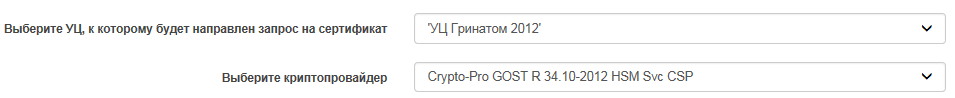 Выберите УЦ, к которому будет направлен запрос на сертификат 'УЦ Гринатом 2012'
Выберите криптопровайдер Crypto-Pro GOST R 34.10-2012 HSM Svc CSP